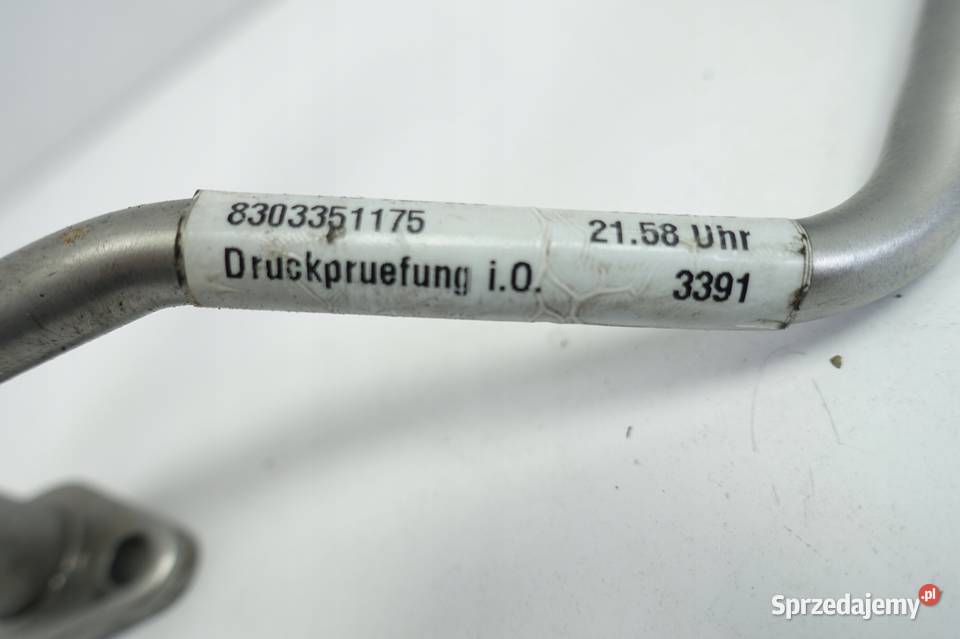 8303351175 21.58 Uhr
Druckpruefung i.O. 3391
Sprzedajemy.pl